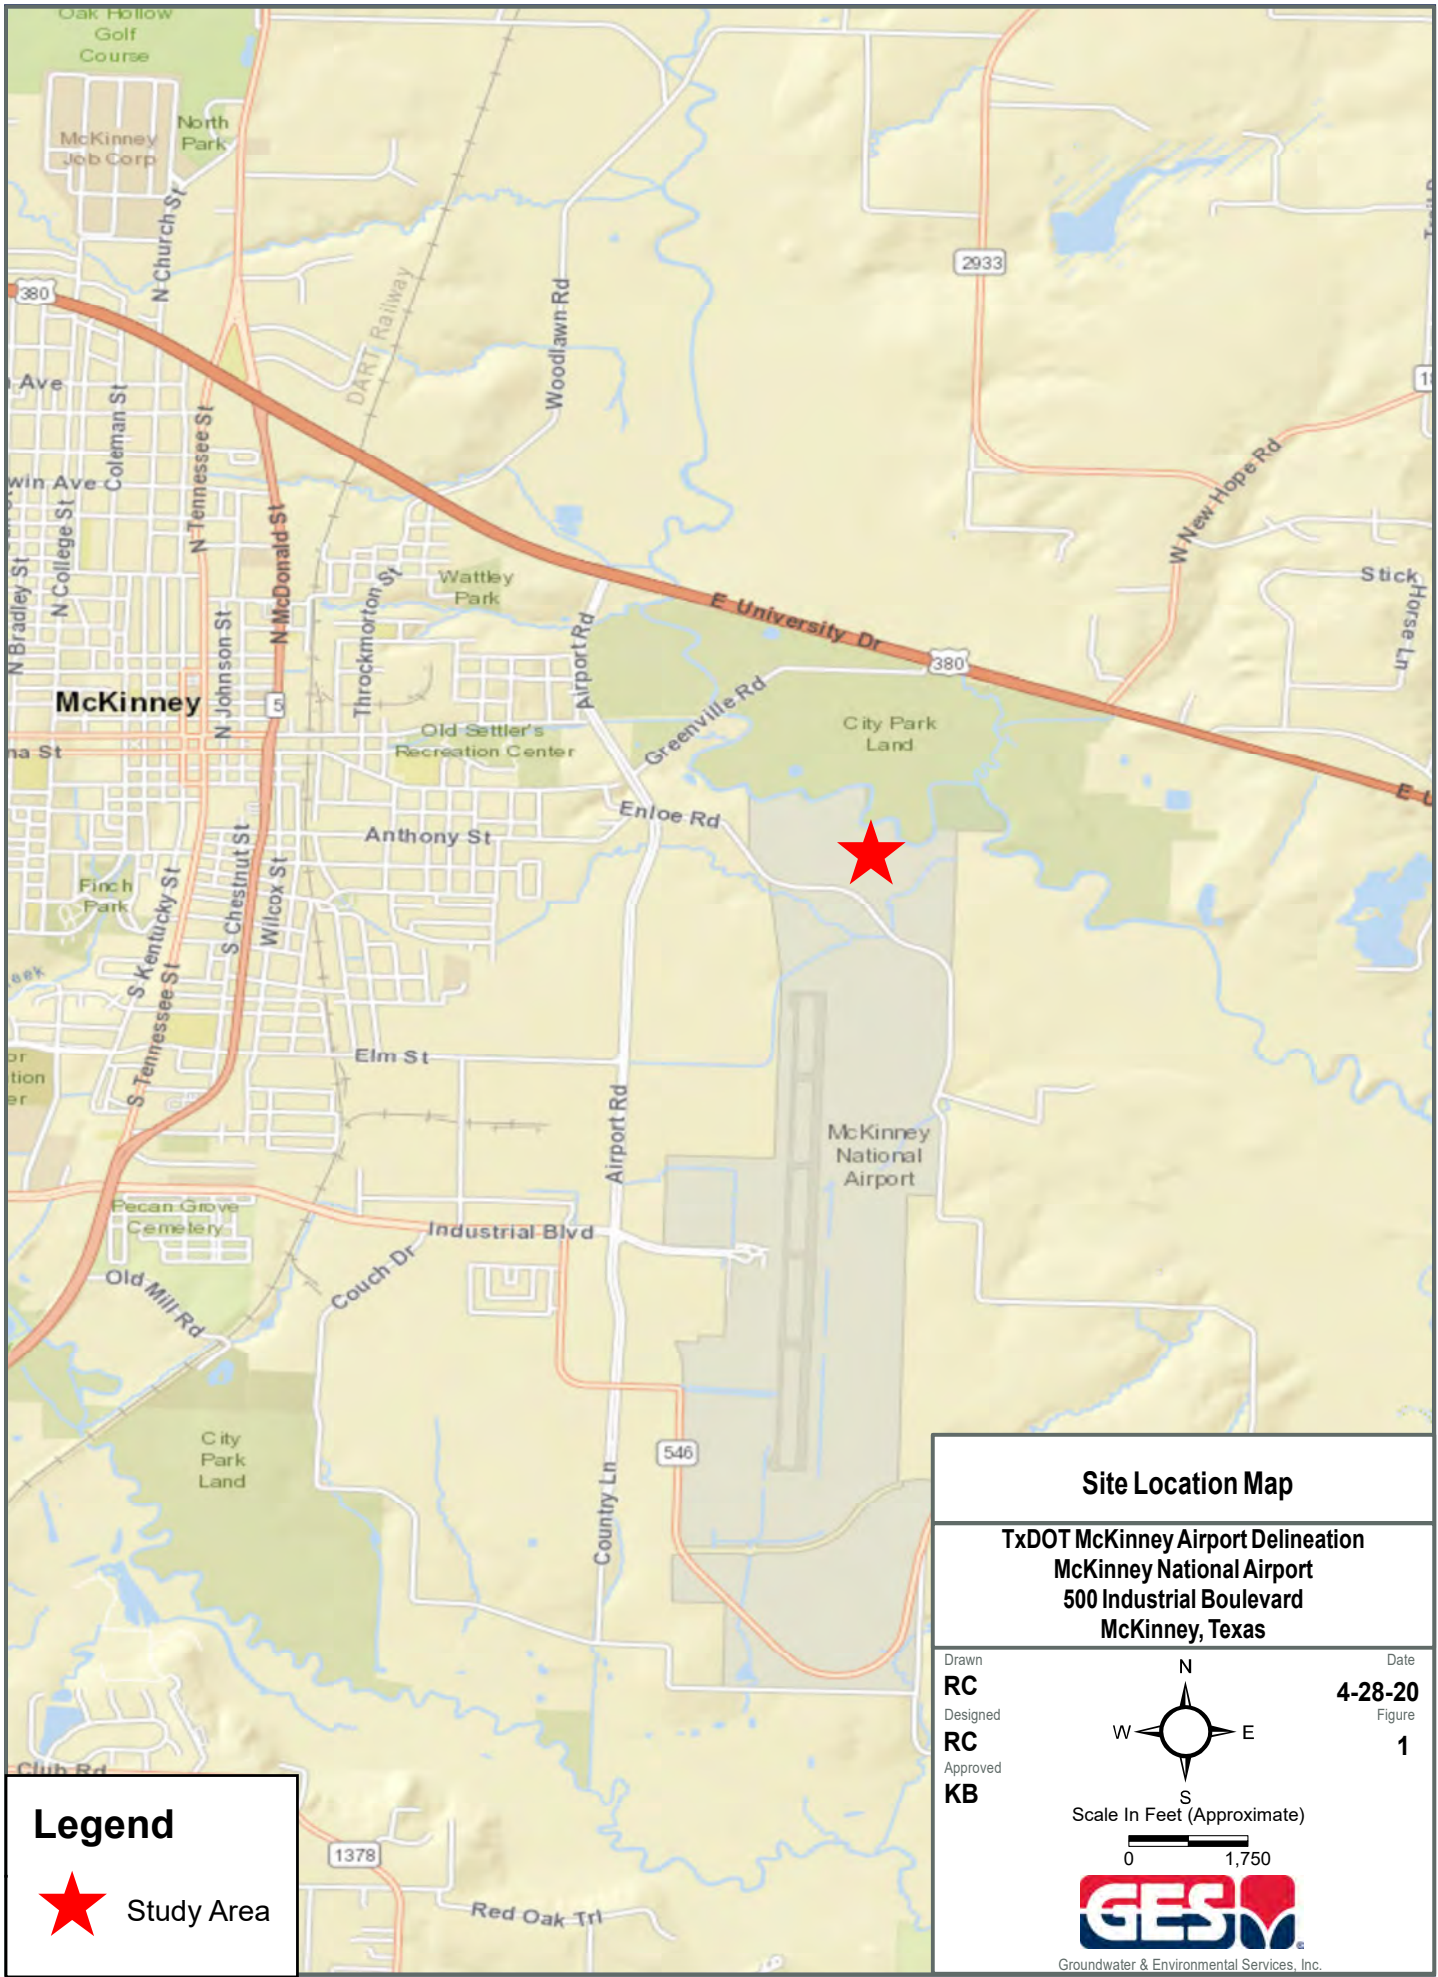 Oak Hollow
Golf
Course
McKinney
Job Corp
North
Park
N Church St
380
DART Railway
Woodlawn Rd
2933
Ave
Coleman St
N Tennessee St
win Ave
N College St
N McDonald St
N Bradley St
N Johnson St
Throckmorton St
Wattley
Park
Airport Rd
E University Dr
380
W New Hope Rd
Stick Horse Ln
McKinney
5
na St
Old Settler's
Recreation Center
Greenville Rd
City Park
Land
Enloe Rd
Anthony St
E U
Finch
Park
S Kentucky St
S Chestnut St
Wilcox St
eek
S Tennessee St
or
tion
er
Elm St
Airport Rd
McKinney
National
Airport
Pecan Grove
Cemetery
Industrial Blvd
Old Mill Rd
Couch Dr
City
Park
Land
546
Country Ln
Club Rd
1378
Red Oak Trl
Legend
Study Area
Site Location Map
TxDOT McKinney Airport Delineation
McKinney National Airport
500 Industrial Boulevard
McKinney, Texas
Drawn
RC
Designed
RC
Approved
KB
N
W E
S
Date
4-28-20
Figure
1
Scale In Feet (Approximate)
0 1,750
GES
®
Groundwater & Environmental Services, Inc.